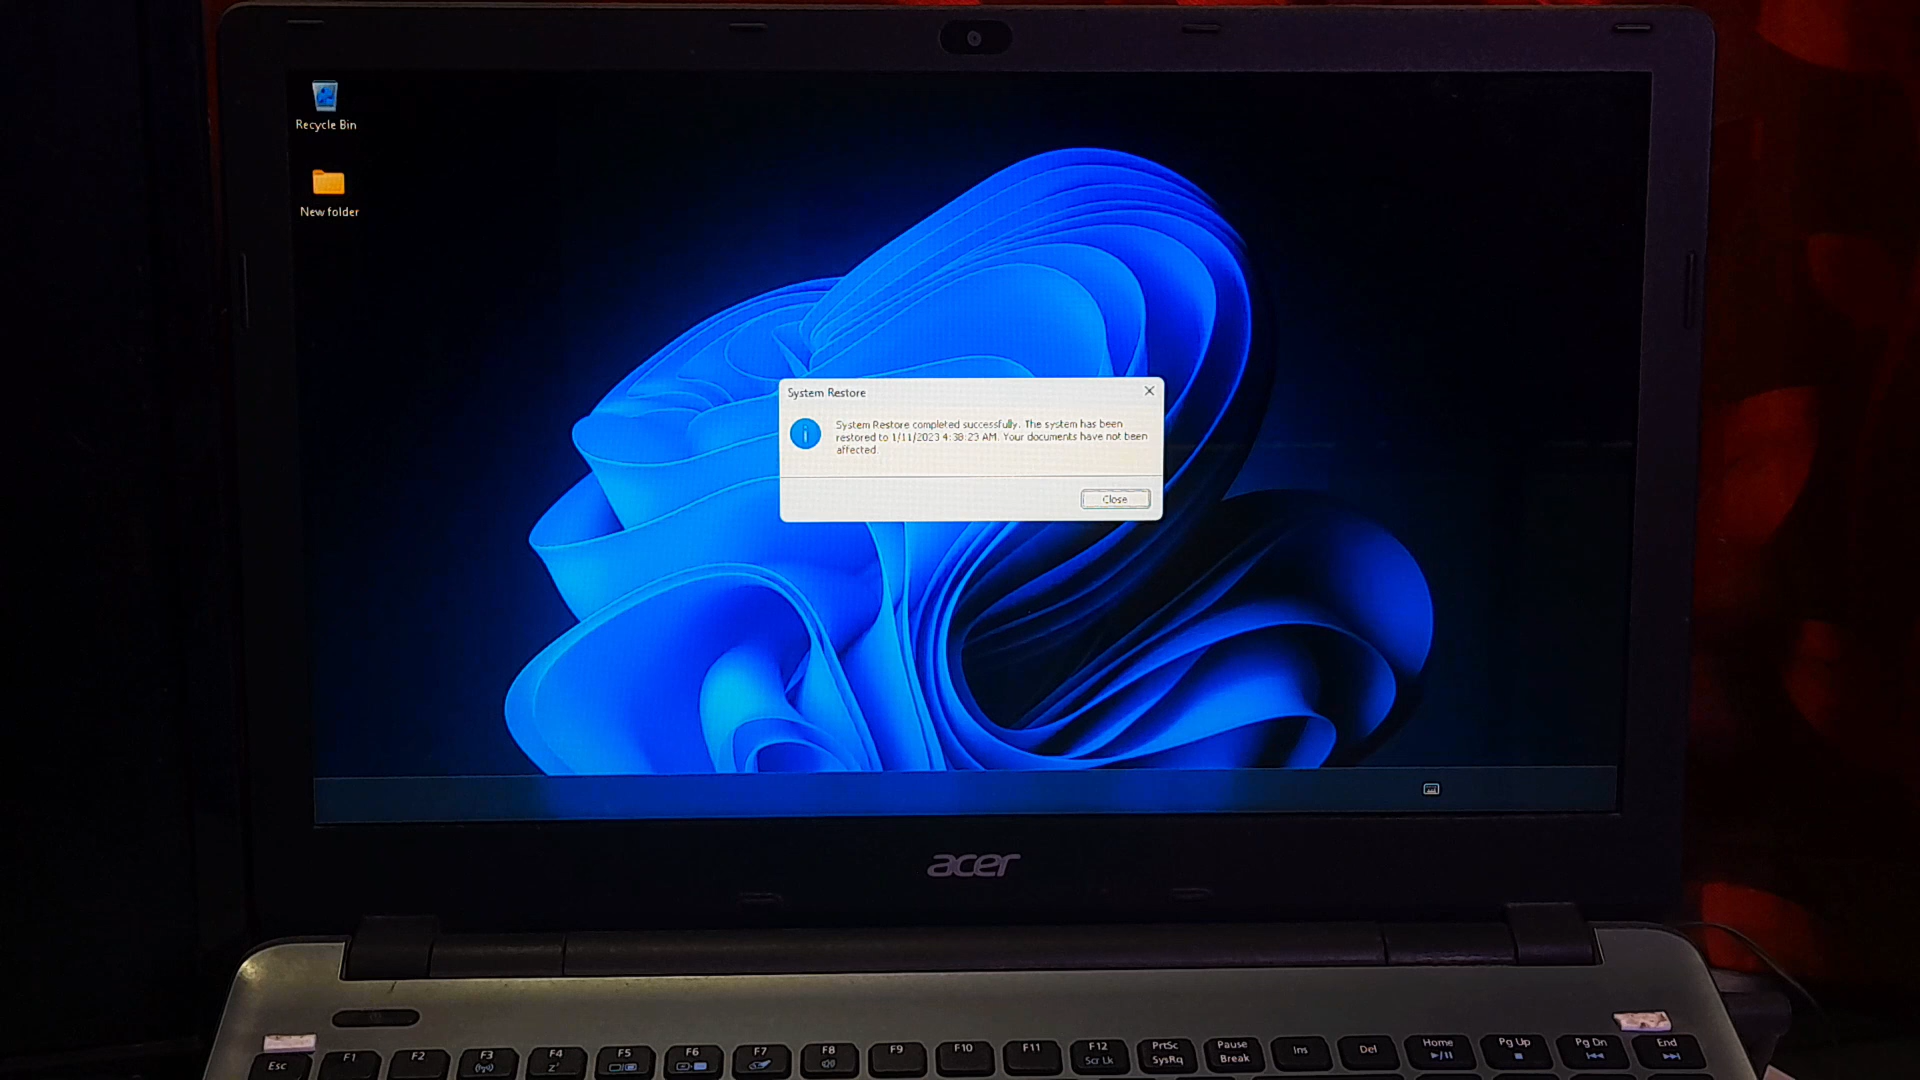 Recycle Bin
New folder
System Restore
System Restore completed successfully. The system has been
restored to 1/11/2023 4:38:23 AM. Your documents have not been
affected.
Close
acer
Esc
F1
F2
F3
F4
F5
F6
F7
F8
F9
F10
F11
F12
Scr Lk
PrtSc
SysRq
Pause
Break
Ins
Del
Home
Pg Up
Pg Dn
End